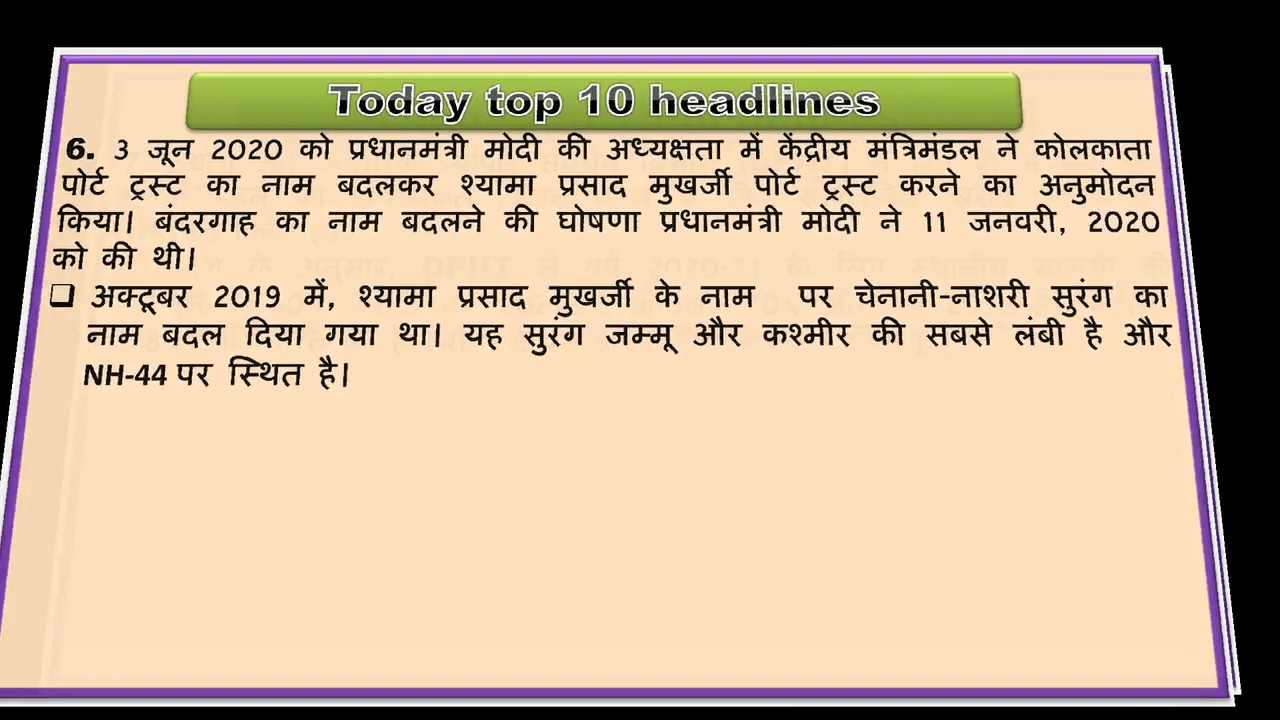 Today top 10 headlines
6. 3 जून 2020 को प्रधानमंत्री मोदी की अध्यक्षता में केंद्रीय मंत्रिमंडल ने कोलकाता
पोर्ट ट्रस्ट का नाम बदलकर श्यामा प्रसाद मुखर्जी पोर्ट ट्रस्ट करने का अनुमोदन
किया। बंदरगाह का नाम बदलने की घोषणा प्रधानमंत्री मोदी ने 11 जनवरी, 2020
को की थी।
❑ अक्टूबर 2019 में, श्यामा प्रसाद मुखर्जी के नाम पर चेनानी-नाशरी सुरंग का
नाम बदल दिया गया था। यह सुरंग जम्मू और कश्मीर की सबसे लंबी है और
NH-44 पर स्थित है।